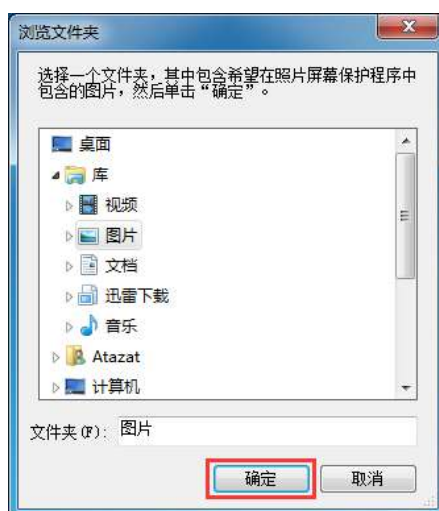 浏览文件夹
选择一个文件夹，其中包含希望在照片屏幕保护程序中
包含的图片，然后单击“确定”。
桌面
库
视频
图片
文档
迅雷下载
音乐
Atazat
计算机
文件夹(F): 图片
确定 取消